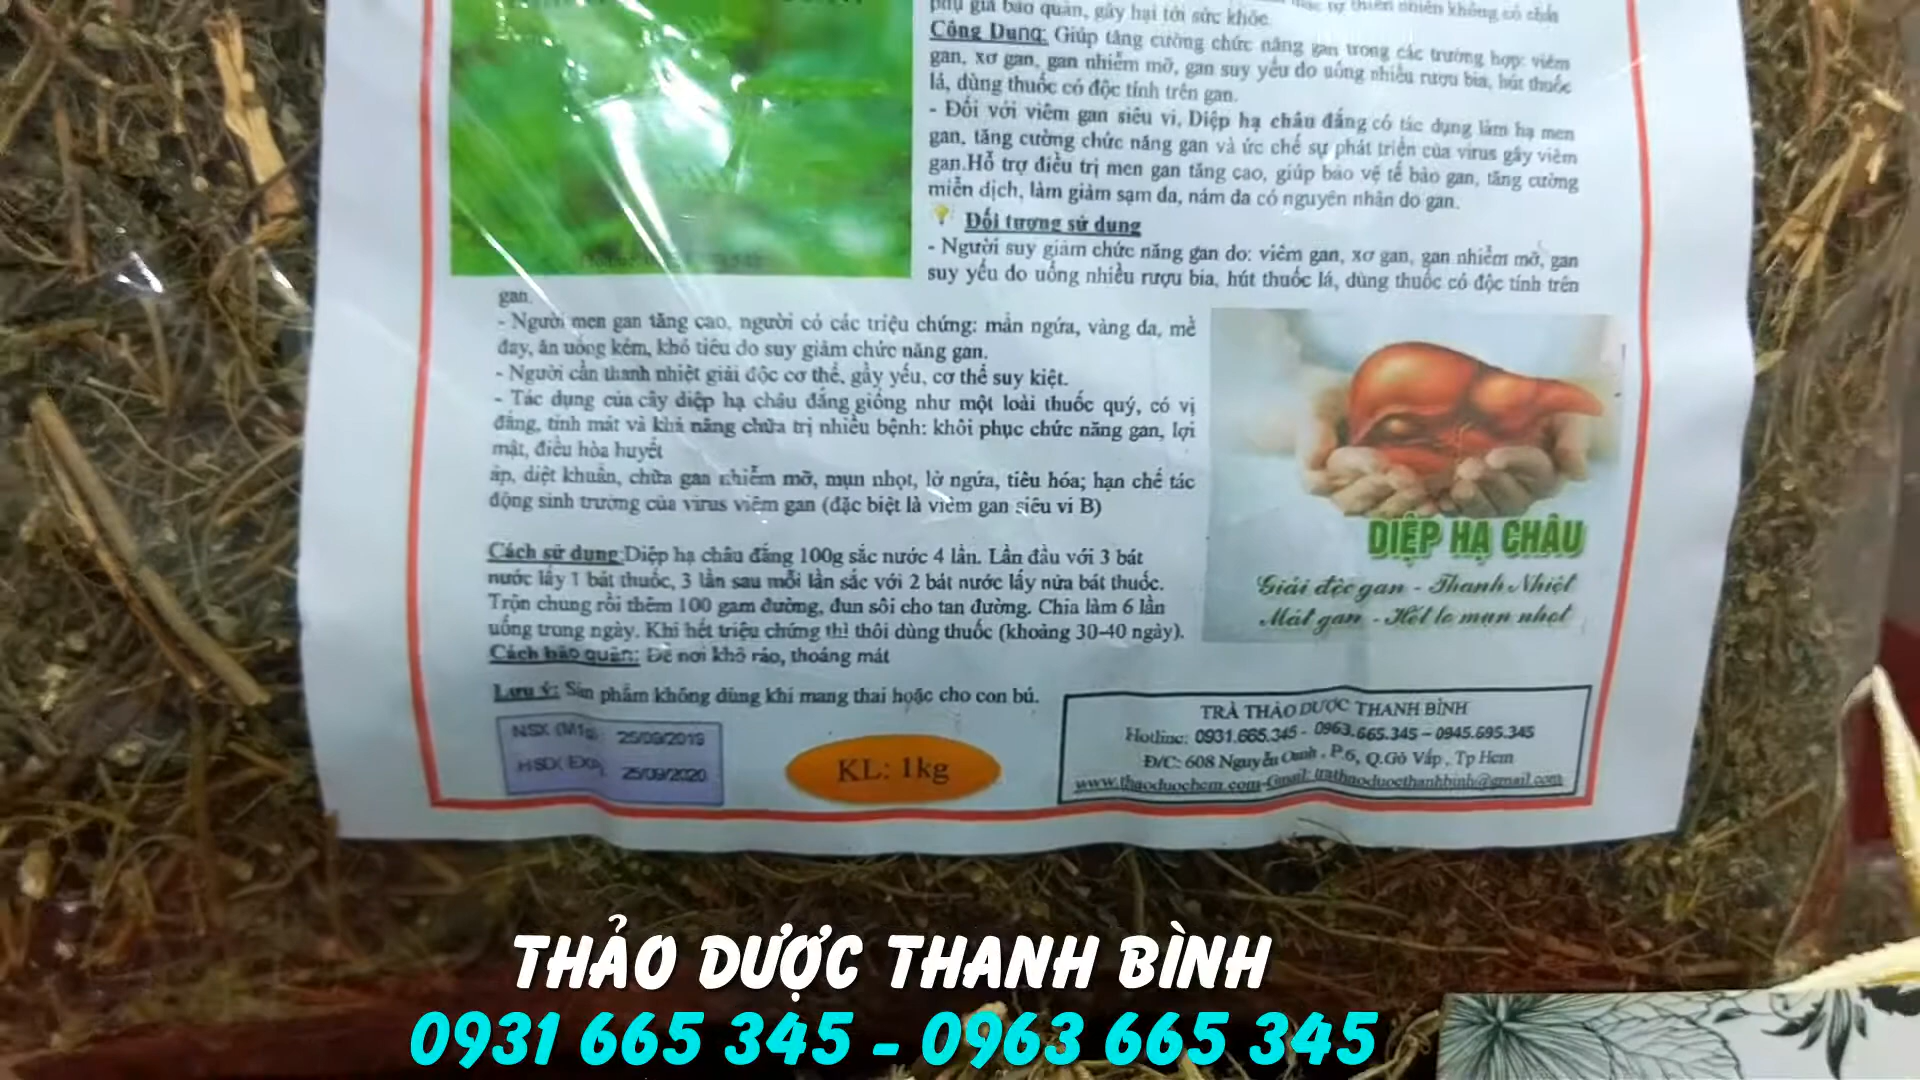 phụ gia bảo quản, gây hại tới sức khỏe.
Công Dụng: Giúp tăng cường chức năng gan trong các trường hợp: viêm
gan, xơ gan, gan nhiễm mỡ, gan suy yếu do uống nhiều rượu bia, hút thuốc
lá, dùng thuốc có độc tính trên gan.
- Đối với viêm gan siêu vi, Diệp hạ châu đắng có tác dụng làm hạ men
gan, tăng cường chức năng gan và ức chế sự phát triển của virus gây viêm
gan.Hỗ trợ điều trị men gan tăng cao, giúp bảo vệ tế bào gan, tăng cường
miễn dịch, làm giảm sạm da, nám da có nguyên nhân do gan.
Đối tượng sử dụng
- Người suy giảm chức năng gan do: viêm gan, xơ gan, gan nhiễm mỡ, gan
suy yếu do uống nhiều rượu bia, hút thuốc lá, dùng thuốc có độc tính trên
gan.
- Người men gan tăng cao, người có các triệu chứng: mẩn ngứa, vàng da, mề
đay, ăn uống kém, khó tiêu do suy giảm chức năng gan.
- Người cần thanh nhiệt giải độc cơ thể, gầy yếu, cơ thể suy kiệt.
- Tác dụng của cây diệp hạ châu đắng giống như một loài thuốc quý, có vị
đắng, tính mát và khả năng chữa trị nhiều bệnh: khôi phục chức năng gan, lợi
mật, điều hòa huyết
áp, diệt khuẩn, chữa gan nhiễm mỡ, mụn nhọt, lở ngứa, tiêu hóa; hạn chế tác
động sinh trưởng của virus viêm gan (đặc biệt là viêm gan siêu vi B)
DIỆP HẠ CHÂU
Giải độc gan - Thanh Nhiệt
Mát gan - Hết lo mụn nhọt
Cách sử dụng:Diệp hạ châu đắng 100g sắc nước 4 lần. Lần đầu với 3 bát
nước lấy 1 bát thuốc, 3 lần sau mỗi lần sắc với 2 bát nước lấy nửa bát thuốc.
Trộn chung rồi thêm 100 gam đường, đun sôi cho tan đường. Chia làm 6 lần
uống trong ngày. Khi hết triệu chứng thì thôi dùng thuốc (khoảng 30-40 ngày).
Cách bảo quản: Để nơi khô ráo, thoáng mát
Lưu ý: Sản phẩm không dùng khi mang thai hoặc cho con bú.
NSX (Mfg) 25/09/2019
HSD( EXP) 25/09/2020
KL: 1kg
TRÀ THẢO DƯỢC THANH BÌNH
Hotline: 0931.665.345 - 0963.665.345 – 0945.695.345
Đ/C: 608 Nguyễn Oanh , P.6, Q.Gò Vấp , Tp Hcm
www.thaoduochcm.com-Gmail: trathaoduocthanhbinh@gmail.com
THẢO DƯỢC THANH BÌNH
0931 665 345 - 0963 665 345